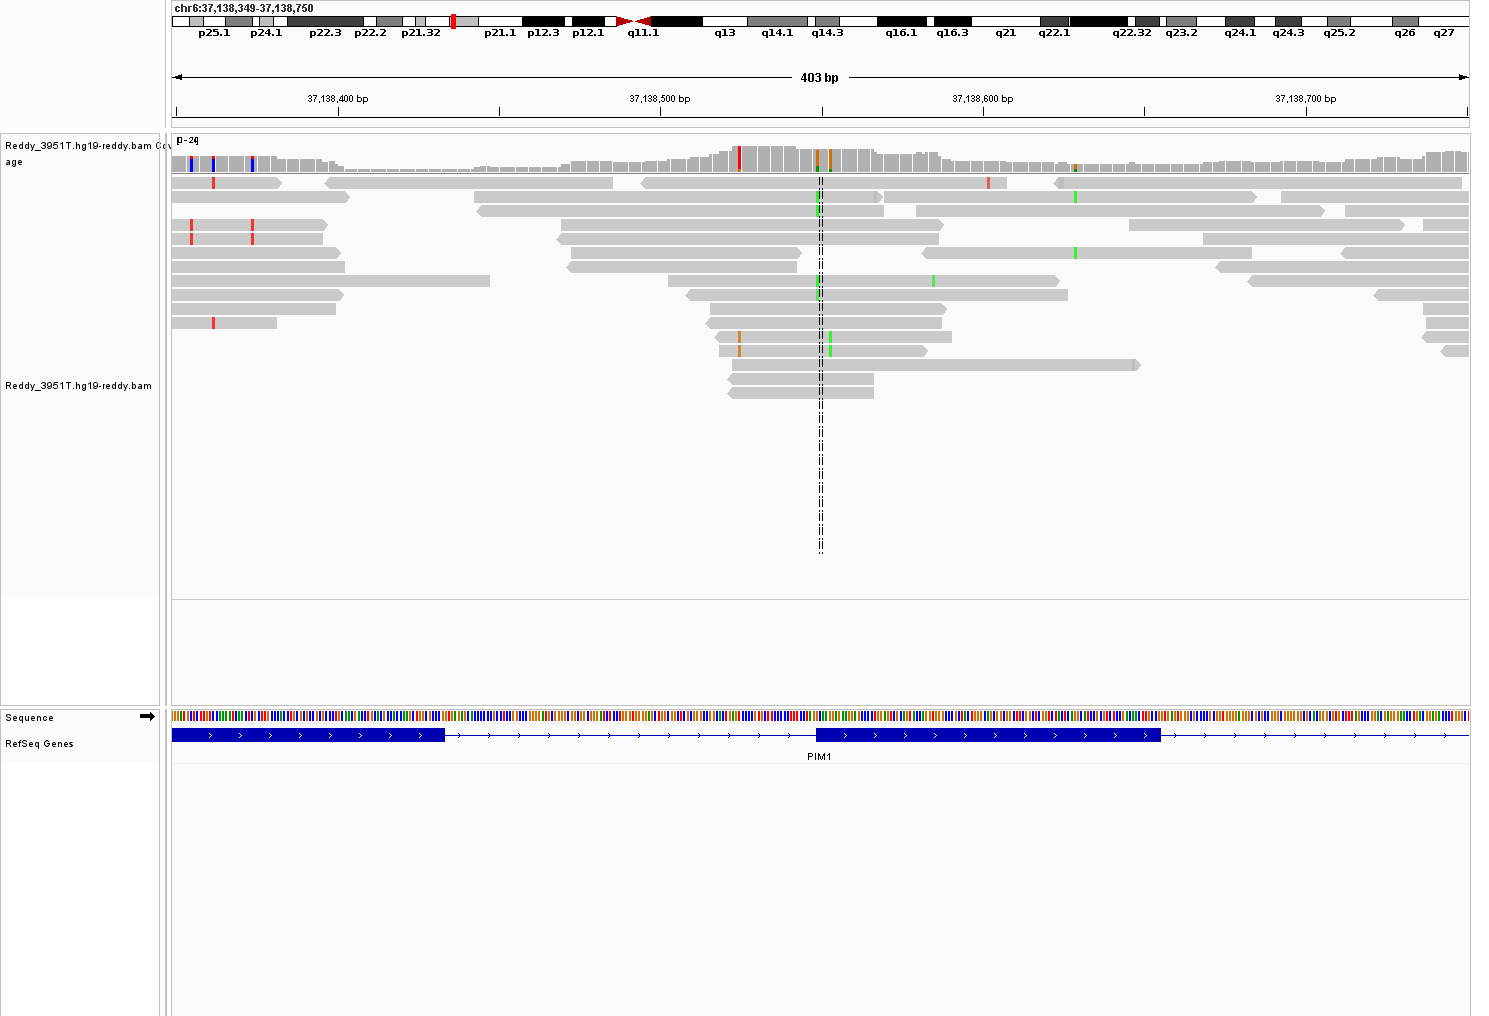 chr6:37,138,349-37,138,750
p25.1 p24.1 p22.3 p22.2 p21.32 p21.1 p12.3 p12.1 q11.1 q13 q14.1 q14.3 q16.1 q16.3 q21 q22.1 q22.32 q23.2 q24.1 q24.3 q25.2 q26 q27
403 bp
37,138,400 bp 37,138,500 bp 37,138,600 bp 37,138,700 bp
Reddy_3951T.hg19-reddy.bam Cov
age
[0-24]
Reddy_3951T.hg19-reddy.bam
Sequence
RefSeq Genes
PIM1